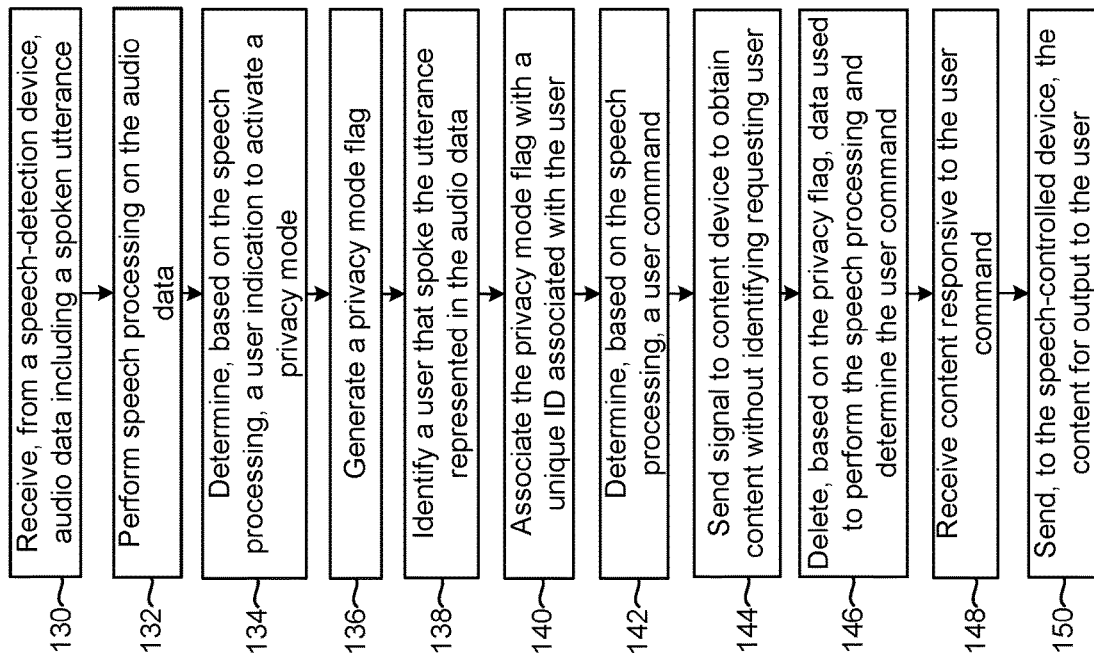 130
Receive, from a speech-detection device,
audio data including a spoken utterance
132
Perform speech processing on the audio
data
134
Determine, based on the speech
processing, a user indication to activate a
privacy mode
136
Generate a privacy mode flag
138
Identify a user that spoke the utterance
represented in the audio data
140
Associate the privacy mode flag with a
unique ID associated with the user
142
Determine, based on the speech
processing, a user command
144
Send signal to content device to obtain
content without identifying requesting user
146
Delete, based on the privacy flag, data used
to perform the speech processing and
determine the user command
148
Receive content responsive to the user
command
150
Send, to the speech-controlled device, the
content for output to the user